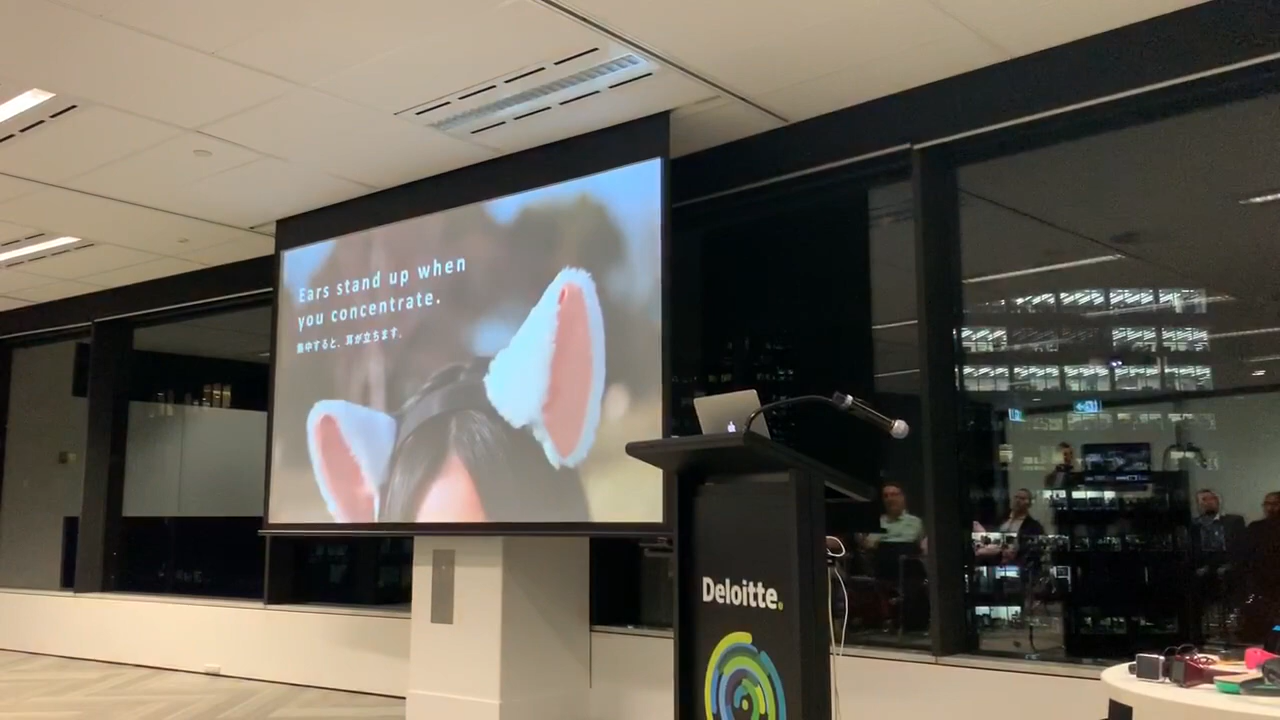 Ears stand up when
you concentrate.
集中すると、耳が立ちます。
Deloitte.